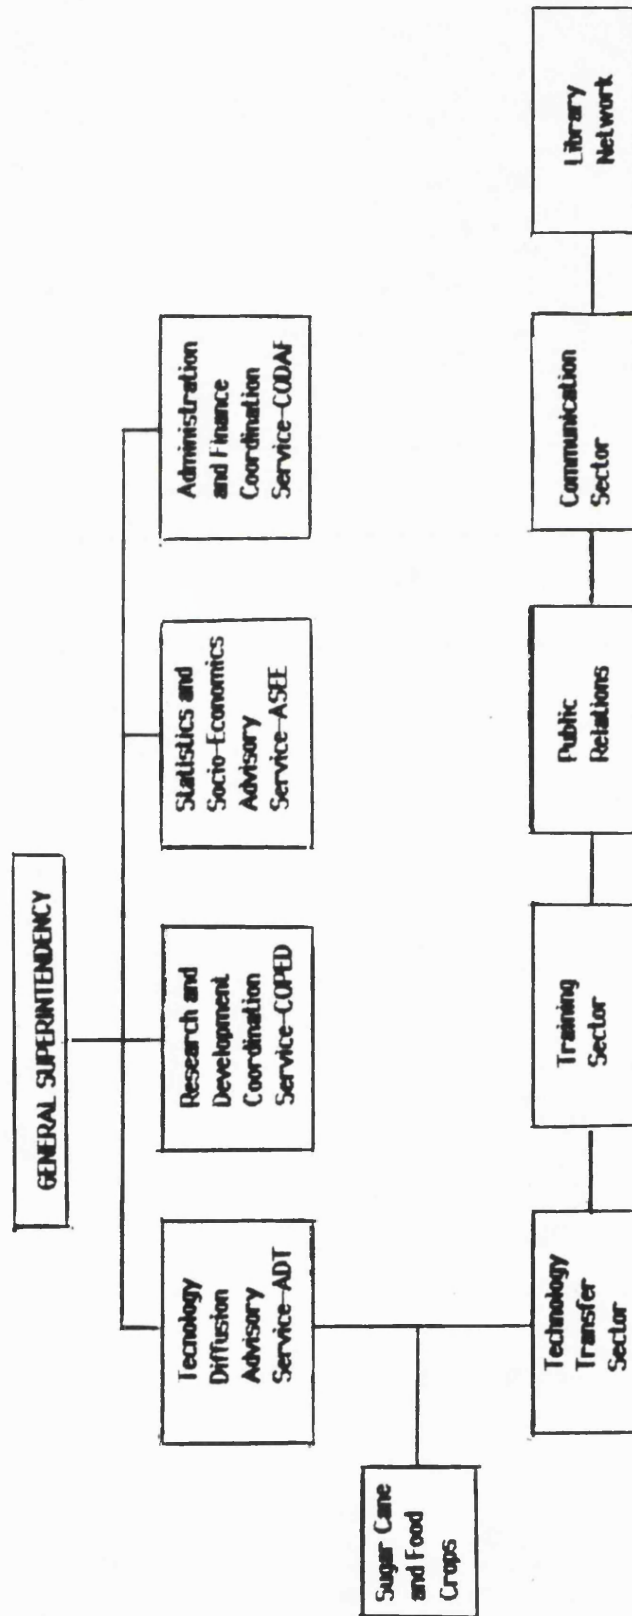 GENERAL SUPERINTENDENCY
Tecnology
Diffusion
Advisory
Service-ADT
Research and
Development
Coordination
Service-COPED
Statistics and
Socio-Economics
Advisory
Service-ASEE
Administration
and Finance
Coordination
Service-CODAF
Sugar Cane
and Food
Crops
Technology
Transfer
Sector
Training
Sector
Public
Relations
Communication
Sector
Library
Network